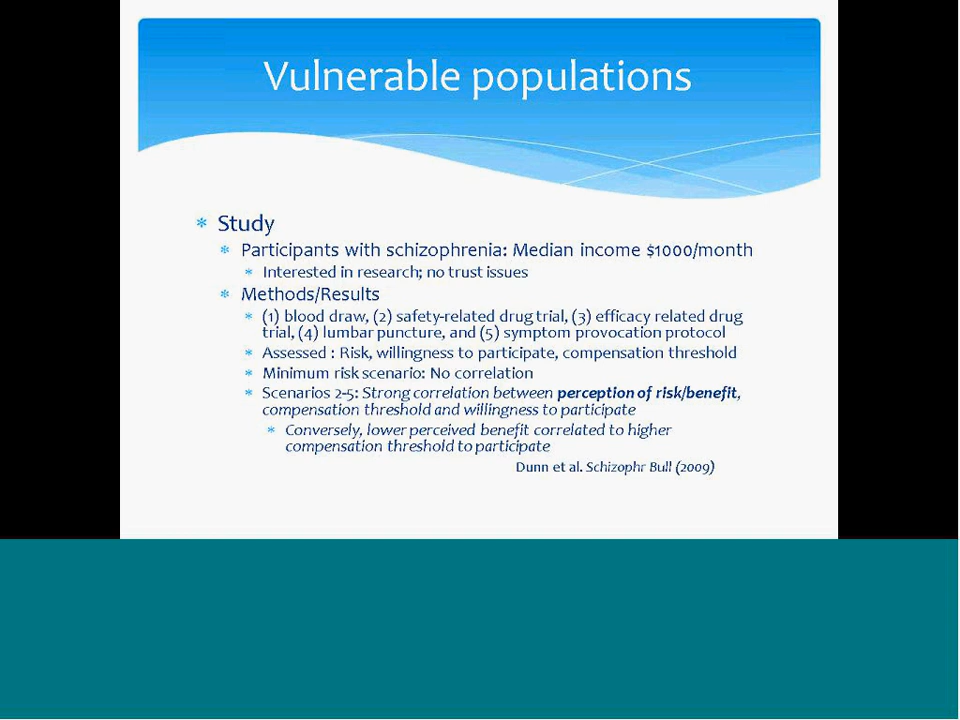 Vulnerable populations
* Study
* Participants with schizophrenia: Median income $1000/month
* Interested in research; no trust issues
* Methods/Results
* (1) blood draw, (2) safety-related drug trial, (3) efficacy related drug
trial, (4) lumbar puncture, and (5) symptom provocation protocol
* Assessed : Risk, willingness to participate, compensation threshold
* Minimum risk scenario: No correlation
* Scenarios 2-5: Strong correlation between perception of risk/benefit,
compensation threshold and willingness to participate
* Conversely, lower perceived benefit correlated to higher
compensation threshold to participate
Dunn et al. Schizophr Bull (2009)